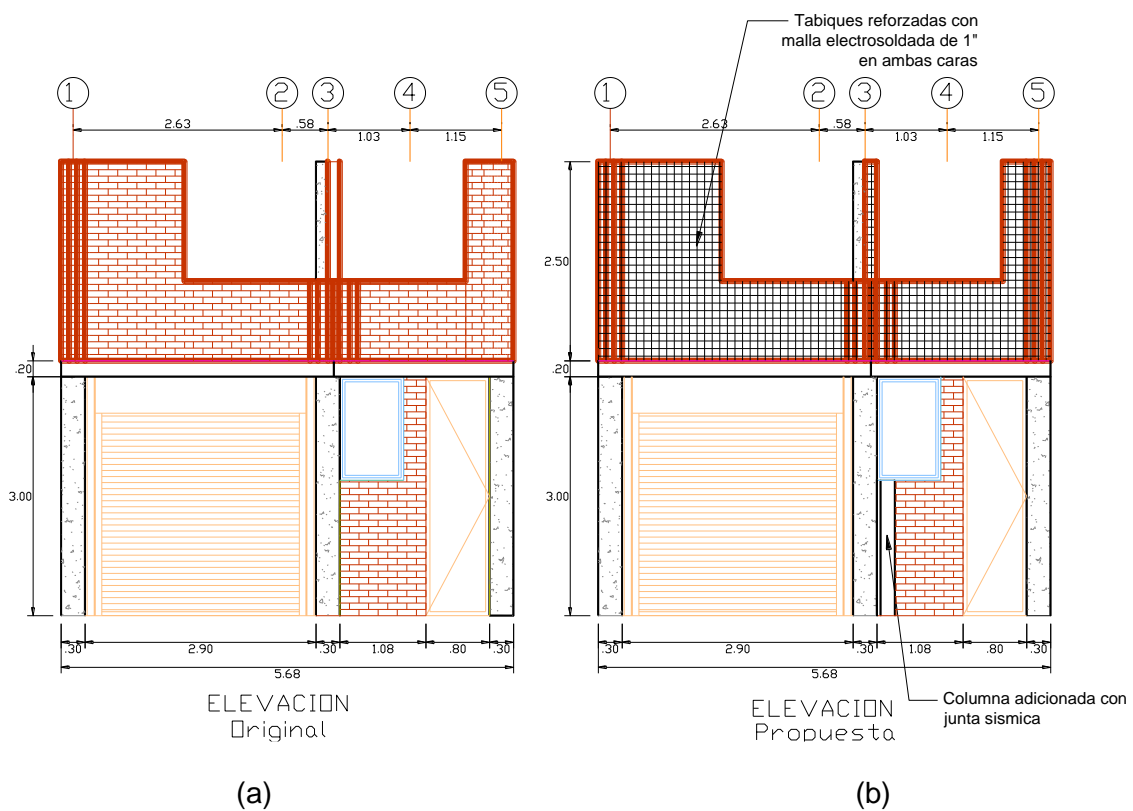 Tabiques reforzadas con
malla electrosoldada de 1"
en ambas caras
1 2 3 4 5
2.63 .58 1.03 1.15
.20
3.00
.30 2.90 .30 1.08 .80 .30
5.68
ELEVACION
Original
(a)
1 2 3 4 5
2.63 .58 1.03 1.15
2.50
.20
3.00
.30 2.90 .30 1.08 .80 .30
5.68
ELEVACION
Propuesta
Columna adicionada con
junta sismica
(b)